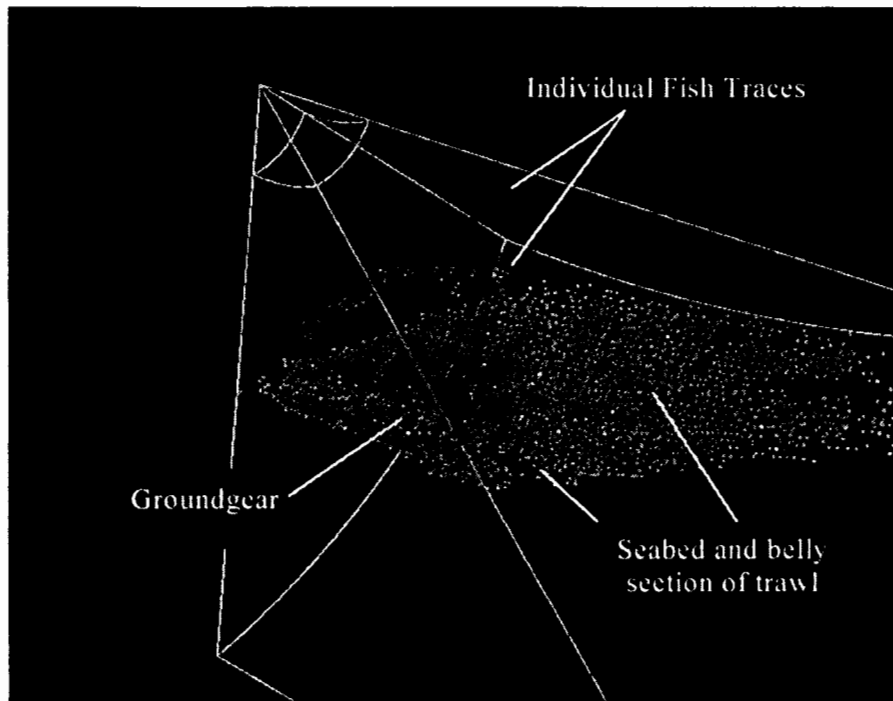 Individual Fish Traces
Groundgear
Seabed and belly
section of trawl